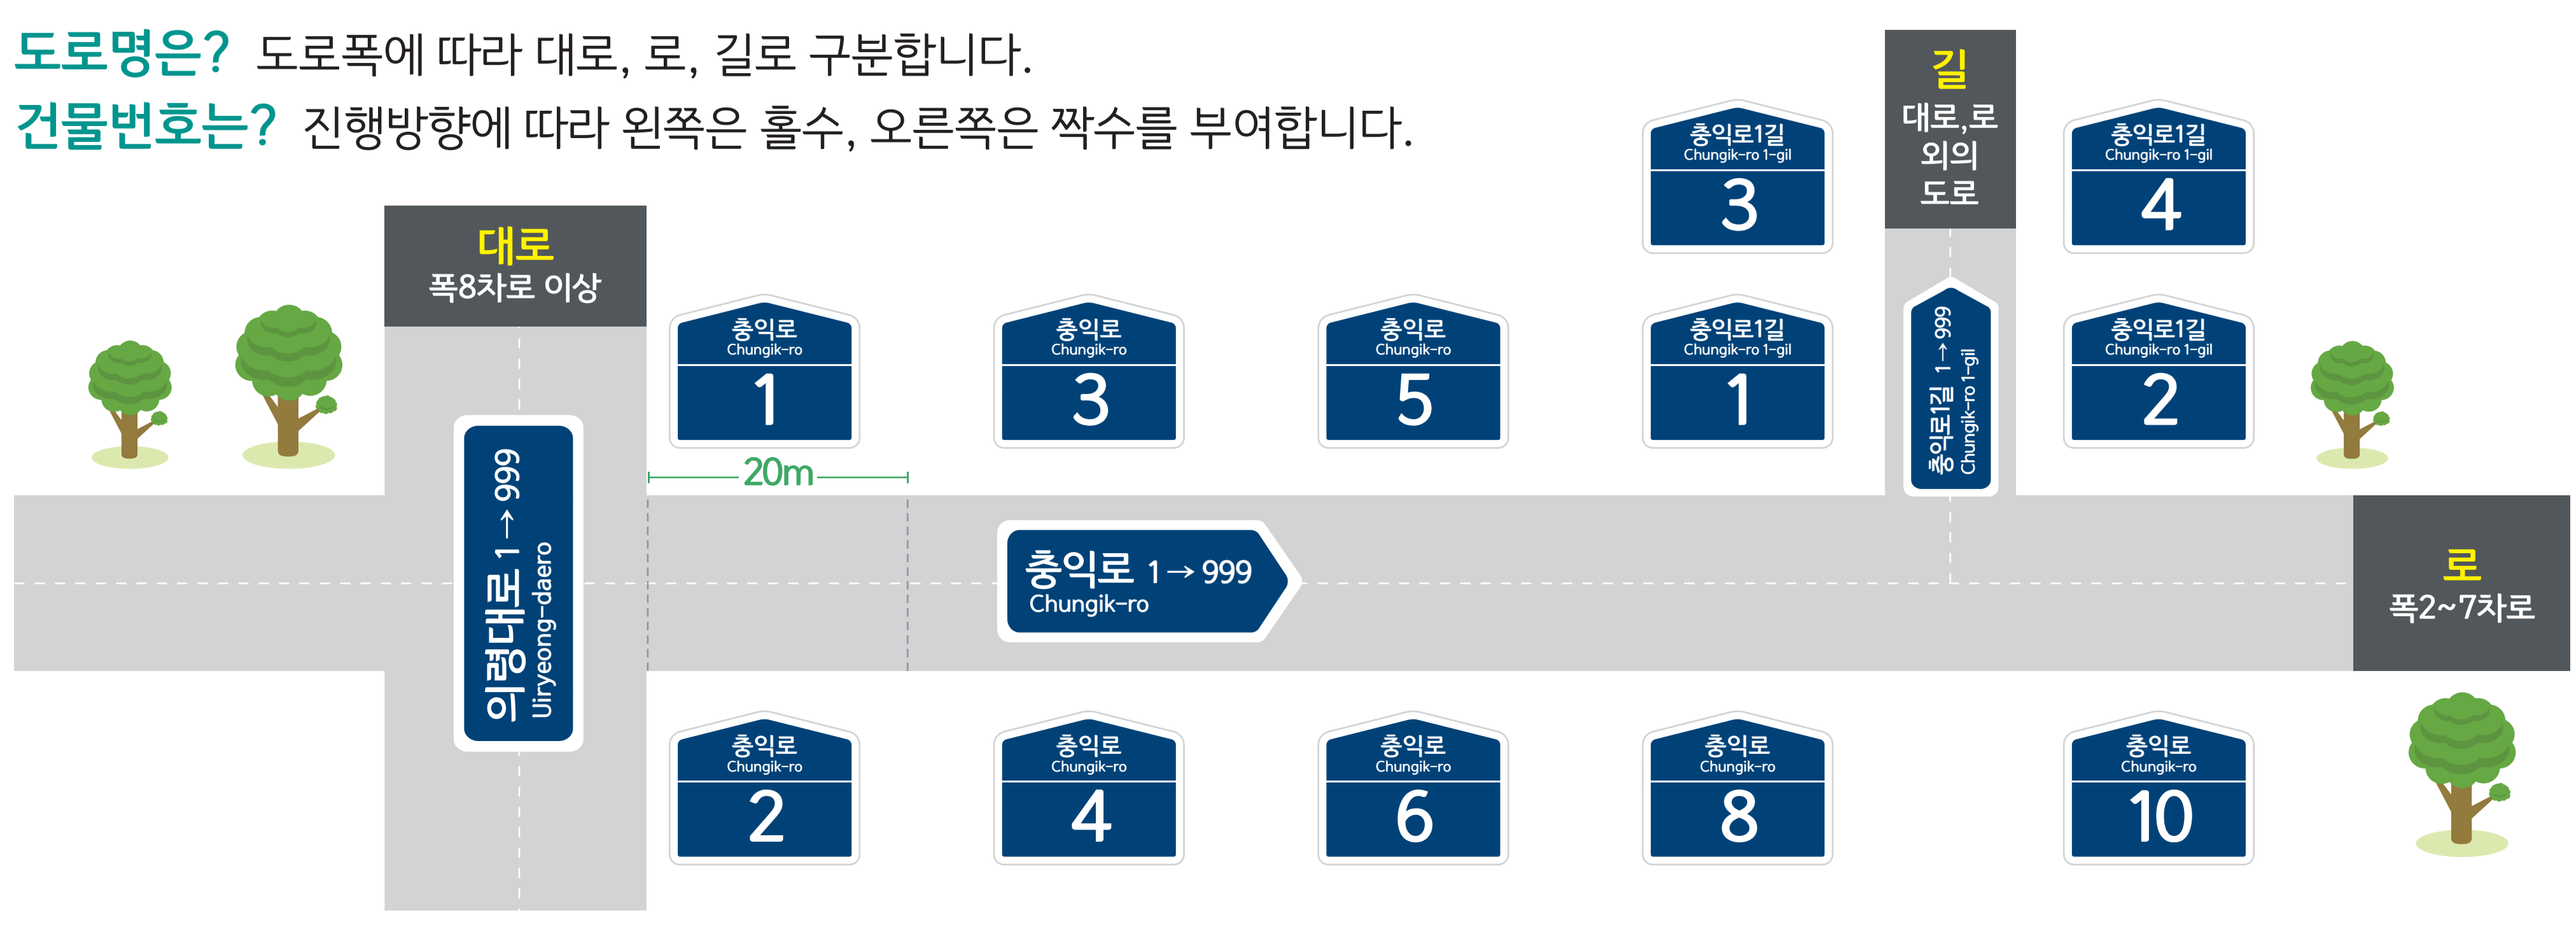 도로명은? 도로폭에 따라 대로, 로, 길로 구분합니다.
건물번호는? 진행방향에 따라 왼쪽은 홀수, 오른쪽은 짝수를 부여합니다.
길
대로,로
외의
도로
충익로1길
Chungik-ro 1-gil
3
충익로1길
Chungik-ro 1-gil
4
대로
폭8차로 이상
충익로
Chungik-ro
1
충익로
Chungik-ro
3
충익로
Chungik-ro
5
충익로1길
Chungik-ro 1-gil
1
충익로1길 1→999
Chungik-ro 1-gil
충익로1길
Chungik-ro 1-gil
2
20m
의령대로 1→999
Uiryeong-daero
충익로 1→999
Chungik-ro
로
폭2~7차로
충익로
Chungik-ro
2
충익로
Chungik-ro
4
충익로
Chungik-ro
6
충익로
Chungik-ro
8
충익로
Chungik-ro
10